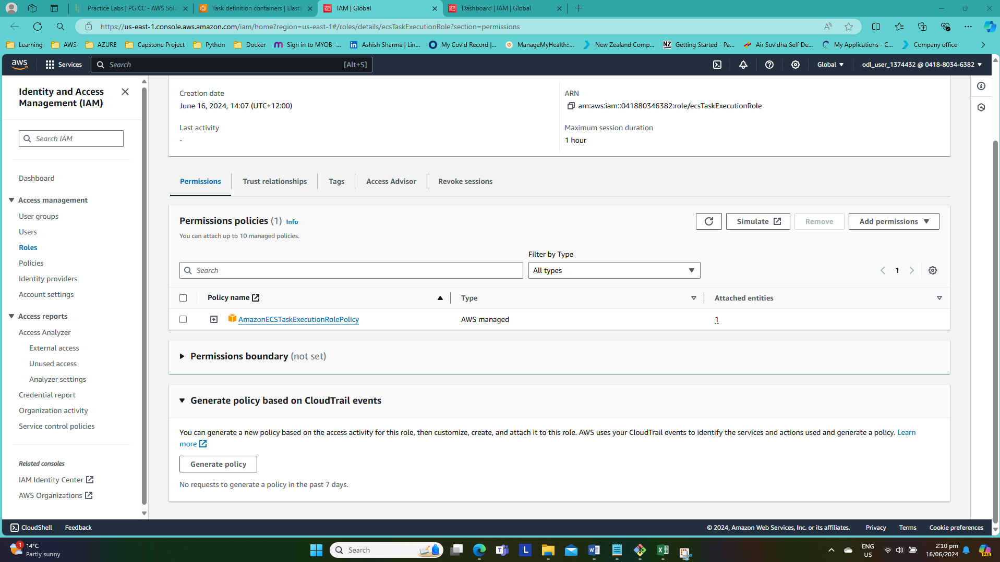 Practice Labs | PG CC - AWS Solu
Task definition containers | Elasti
IAM | Global
Dashboard | IAM | Global
https://us-east-1.console.aws.amazon.com/iam/home?region=us-east-1#/roles/details/ecsTaskExecutionRole?section=permissions
Learning
AWS
AZURE
Capstone Project
Python
Docker
Sign in to MYOB -...
Ashish Sharma | Lin...
My Covid Record |...
ManageMyHealth::...
New Zealand Comp...
NZ
Getting Started - Pa...
Air Suvidha Self De...
My Applications - C...
Company office
aws
Services
Search
[Alt+S]
Global
odl_user_1374432 @ 0418-8034-6382
Identity and Access
Management (IAM)
Search IAM
Dashboard
Access management
User groups
Users
Roles
Policies
Identity providers
Account settings
Access reports
Access Analyzer
External access
Unused access
Analyzer settings
Credential report
Organization activity
Service control policies
Related consoles
IAM Identity Center
AWS Organizations
Creation date
June 16, 2024, 14:07 (UTC+12:00)
ARN
arn:aws:iam::041880346382:role/ecsTaskExecutionRole
Last activity
-
Maximum session duration
1 hour
Permissions
Trust relationships
Tags
Access Advisor
Revoke sessions
Permissions policies (1) Info
You can attach up to 10 managed policies.
Simulate
Remove
Add permissions
Filter by Type
Search
All types
1
Policy name
Type
Attached entities
AmazonECSTaskExecutionRolePolicy
AWS managed
1
Permissions boundary (not set)
Generate policy based on CloudTrail events
You can generate a new policy based on the access activity for this role, then customize, create, and attach it to this role. AWS uses your CloudTrail events to identify the services and actions used and generate a policy. Learn
more
Generate policy
No requests to generate a policy in the past 7 days.
CloudShell
Feedback
© 2024, Amazon Web Services, Inc. or its affiliates.
Privacy
Terms
Cookie preferences
1
14°C
Partly sunny
Search
L
ENG
US
2:10 pm
16/06/2024
PRE